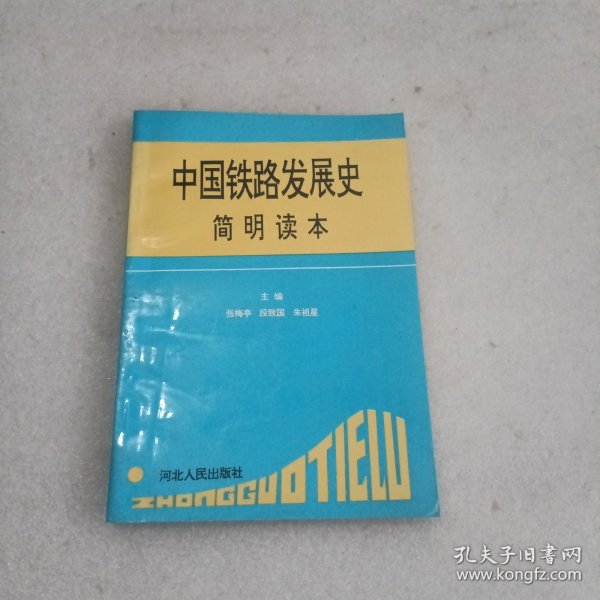 中国铁路发展史
简明读本
主编
张梅亭 段致国 朱祖星
河北人民出版社
ZHONGGUOTIELU
孔夫子旧书网
www.kongfz.com